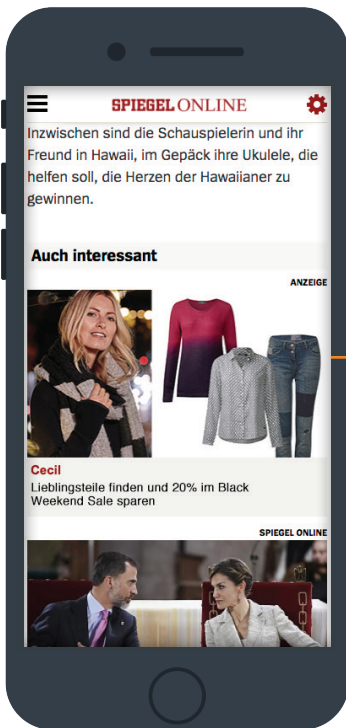 SPIEGEL ONLINE
Inzwischen sind die Schauspielerin und ihr
Freund in Hawaii, im Gepäck ihre Ukulele, die
helfen soll, die Herzen der Hawaiianer zu
gewinnen.
Auch interessant
ANZEIGE
Cecil
Lieblingsteile finden und 20% im Black
Weekend Sale sparen
SPIEGEL ONLINE